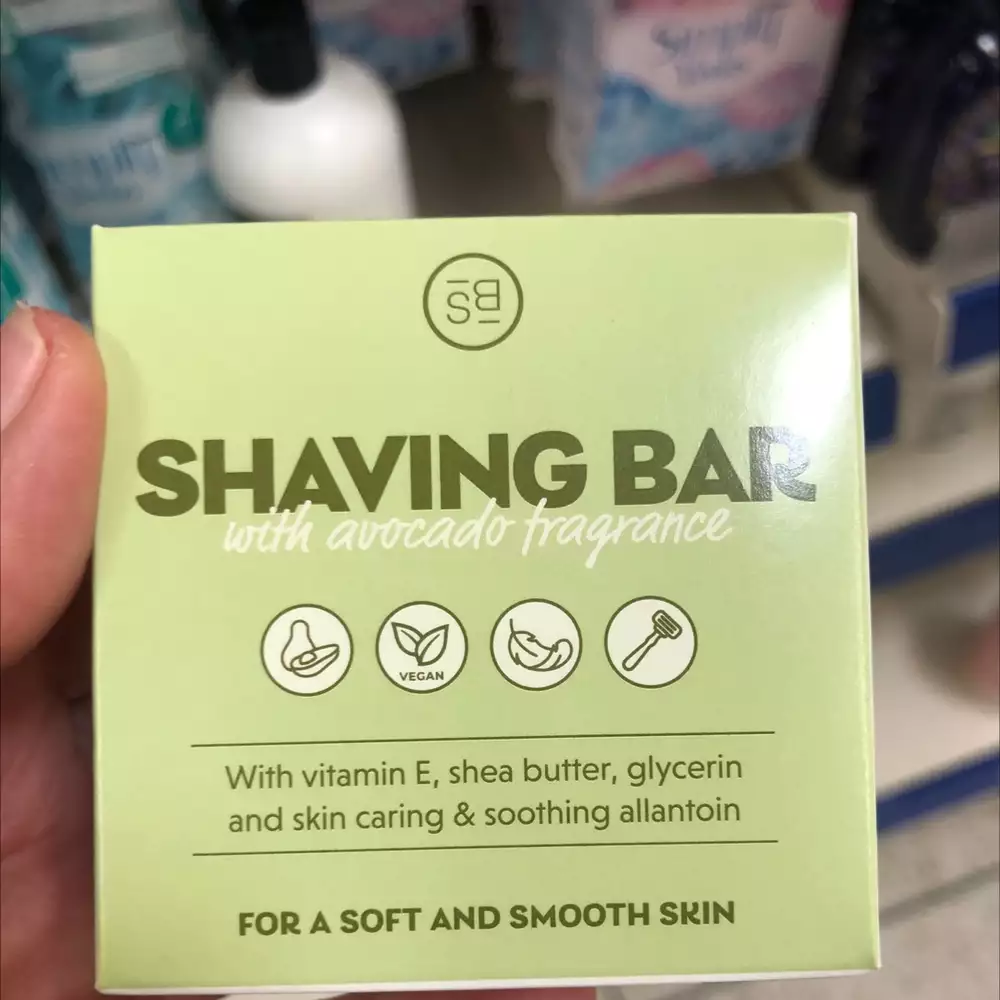 BS
SHAVING BAR
with avocado fragrance
VEGAN
With vitamin E, shea butter, glycerin
and skin caring & soothing allantoin
FOR A SOFT AND SMOOTH SKIN